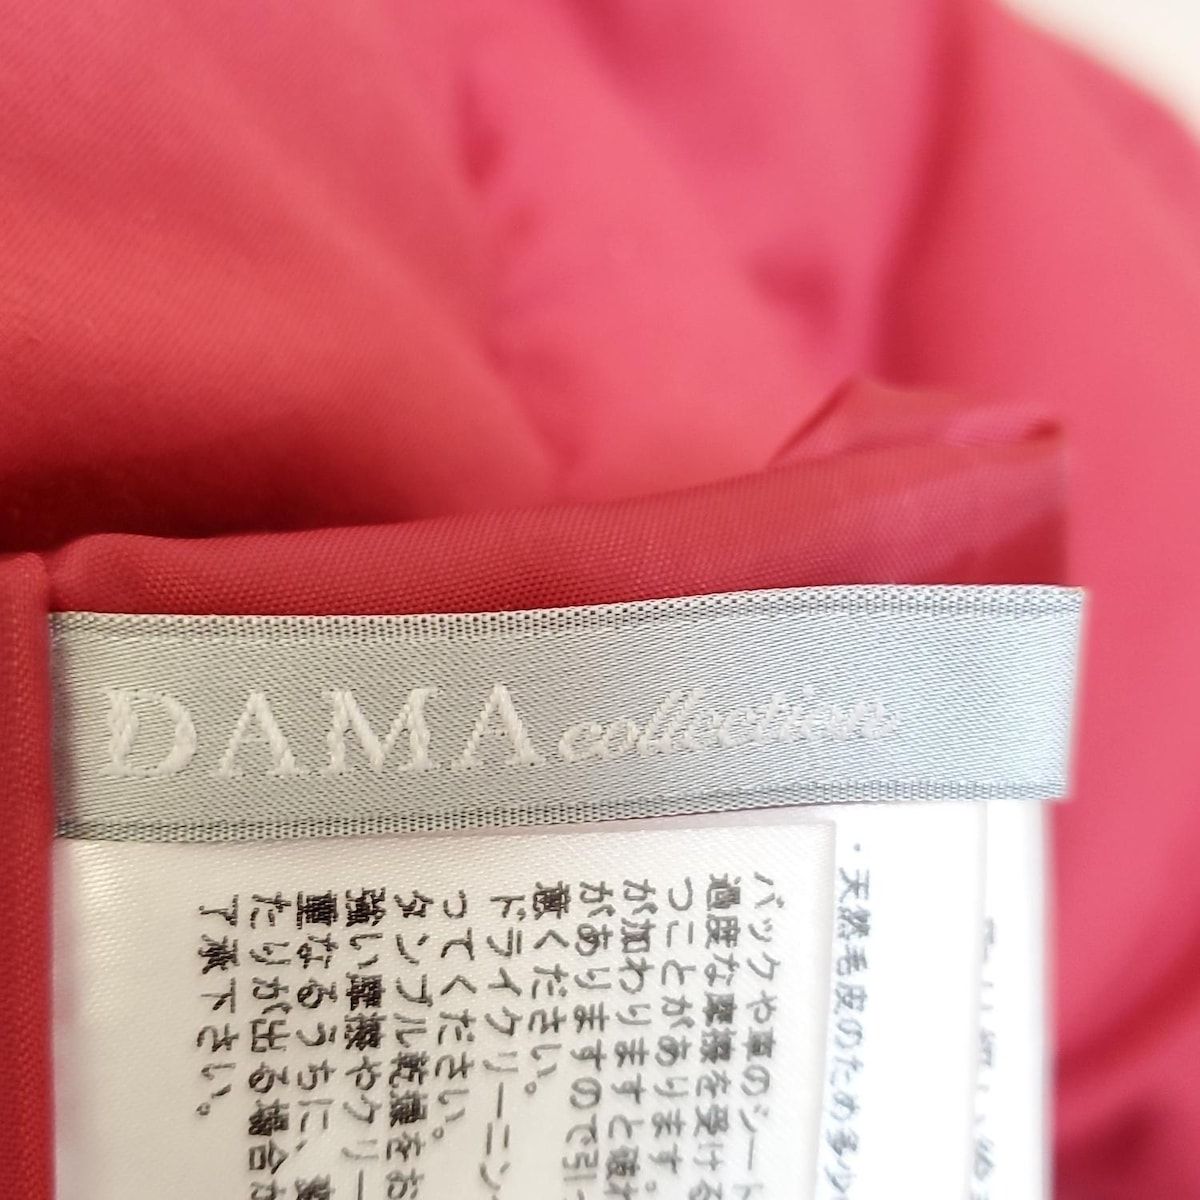 DAMA collection
バックや車のシート
過度な摩擦を受ける
つことがあります。
が加わりますと破
がありますので引
意ください。
ドライクリーニン
ってください。
タンブル乾燥をお
強い摩擦やクリー
重なるうちに、
たりが出る場合が
了承下さい。
・天然毛皮のため多少